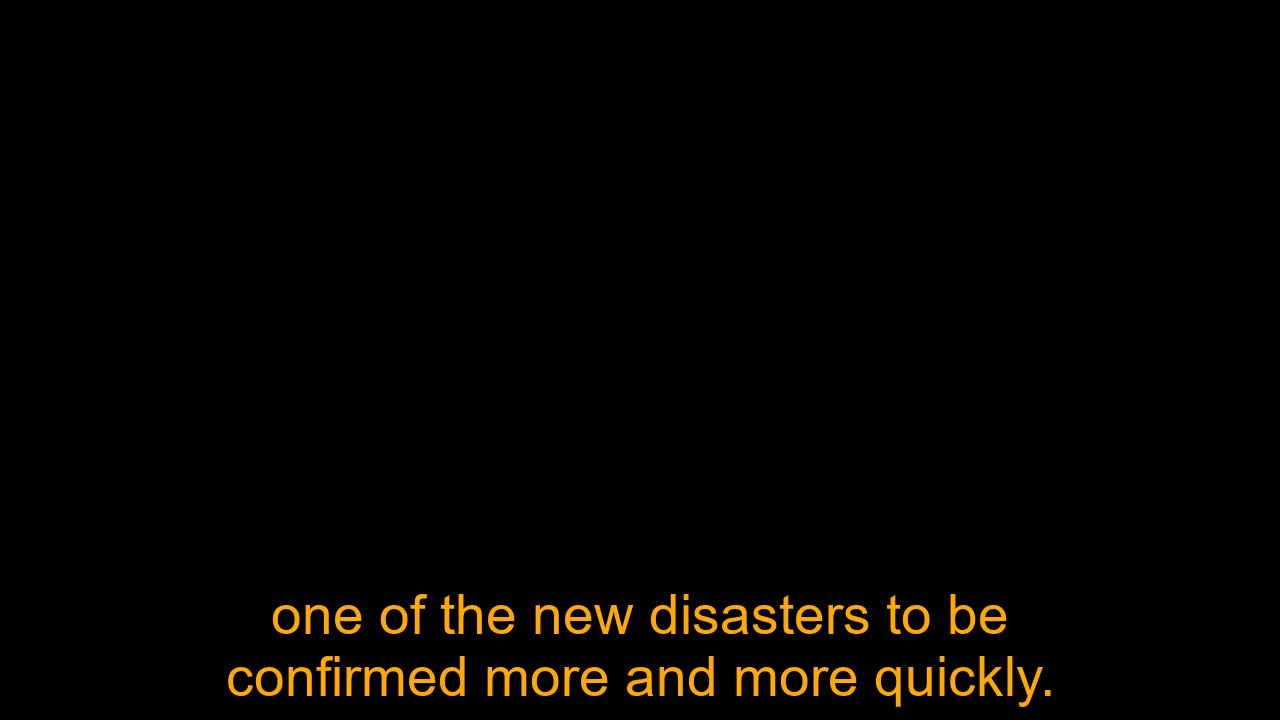 one of the new disasters to be
confirmed more and more quickly.